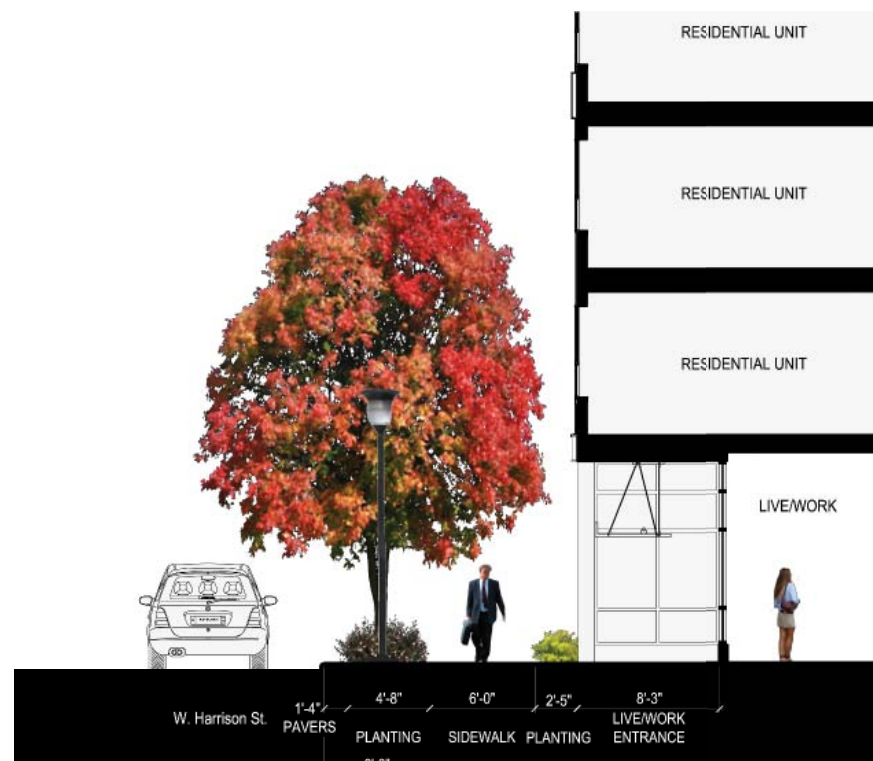 RESIDENTIAL UNIT
RESIDENTIAL UNIT
RESIDENTIAL UNIT
LIVE/WORK
W. Harrison St.
1'-4"
PAVERS
4'-8"
PLANTING
6'-0"
SIDEWALK
2'-5"
PLANTING
8'-3"
LIVE/WORK
ENTRANCE